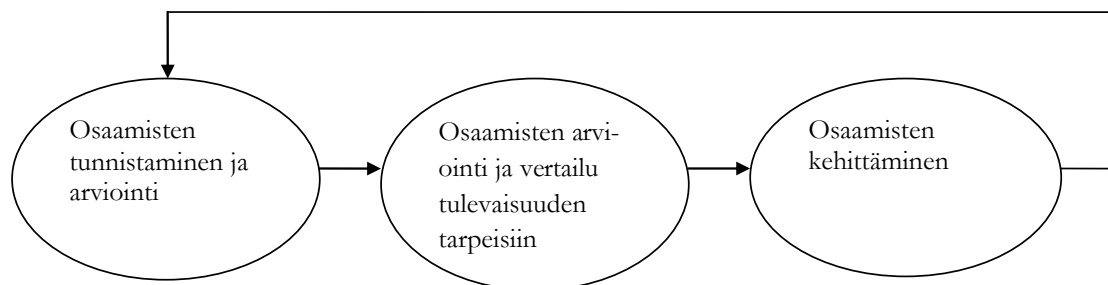 Osaamisten
tunnistaminen ja
arviointi
Osaamisten arvi-
ointi ja vertailu
tulevaisuuden
tarpeisiin
Osaamisten
kehittäminen